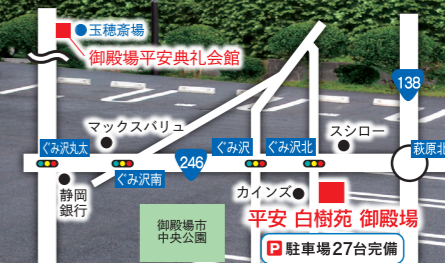 玉穂斎場
御殿場平安典礼会館
138
マックスバリュ
スシロー
ぐみ沢丸太
ぐみ沢
ぐみ沢北
萩原北
246
ぐみ沢南
静岡
銀行
カインズ
御殿場市
中央公園
平安 白樹苑 御殿場
P 駐車場27台完備